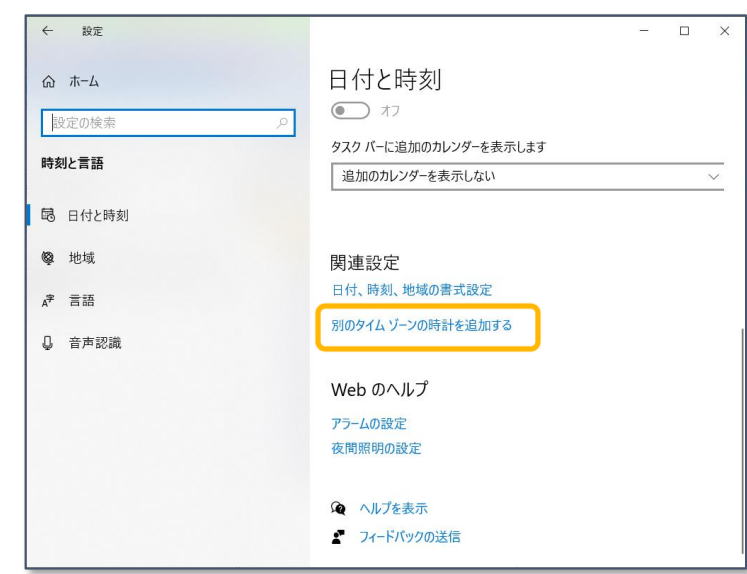 設定
ホーム
設定の検索
時刻と言語
日付と時刻
地域
言語
音声認識
日付と時刻
オフ
タスク バーに追加のカレンダーを表示します
追加のカレンダーを表示しない
関連設定
日付、時刻、地域の書式設定
別のタイム ゾーンの時計を追加する
Web のヘルプ
アラームの設定
夜間照明の設定
ヘルプを表示
フィードバックの送信